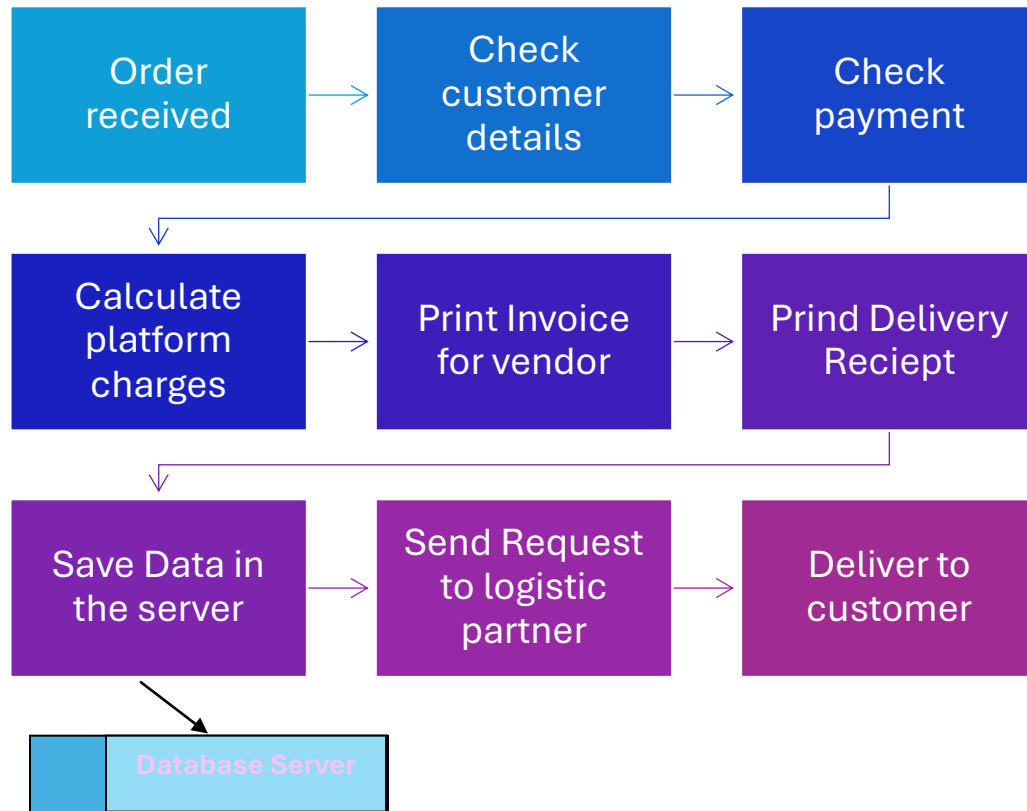 Order
received
Check
customer
details
Check
payment
Calculate
platform
charges
Print Invoice
for vendor
Prind Delivery
Reciept
Save Data in
the server
Send Request
to logistic
partner
Deliver to
customer
Database Server